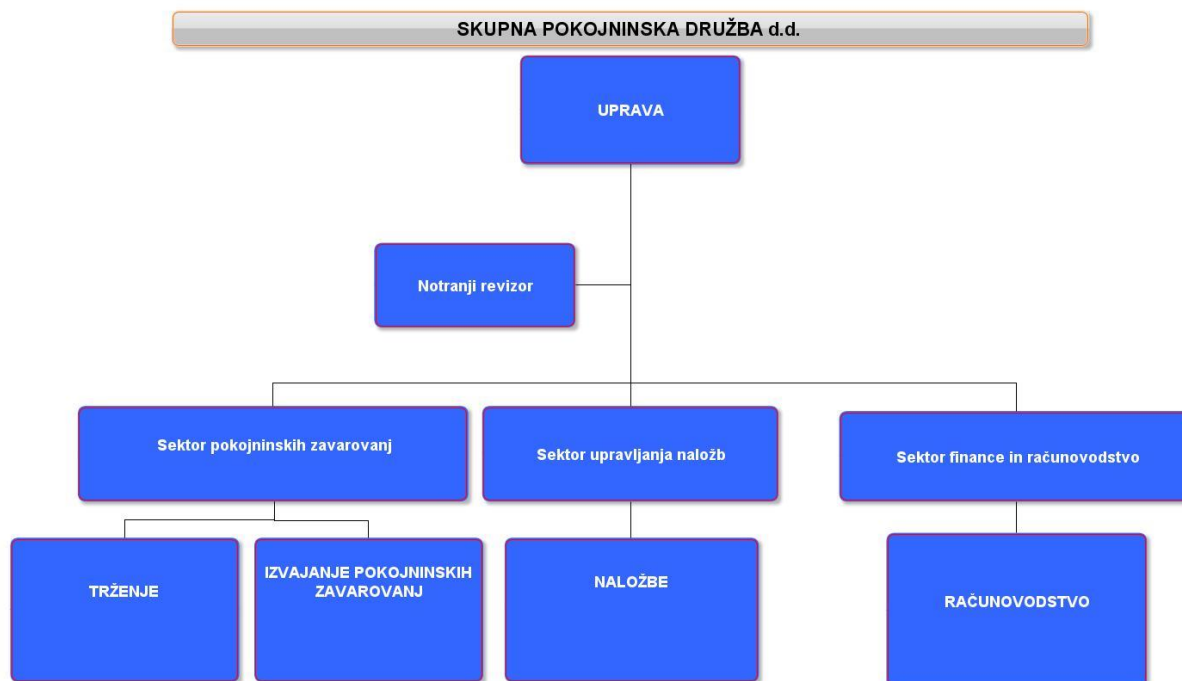 SKUPNA POKOJNINSKA DRUŽBA d.d.
UPRAVA
Notranji revizor
Sektor pokojninskih zavarovanj
Sektor upravljanja naložb
Sektor finance in računovodstvo
TRŽENJE
IZVAJANJE POKOJNINSKIH
ZAVAROVANJ
NALOŽBE
RAČUNOVODSTVO